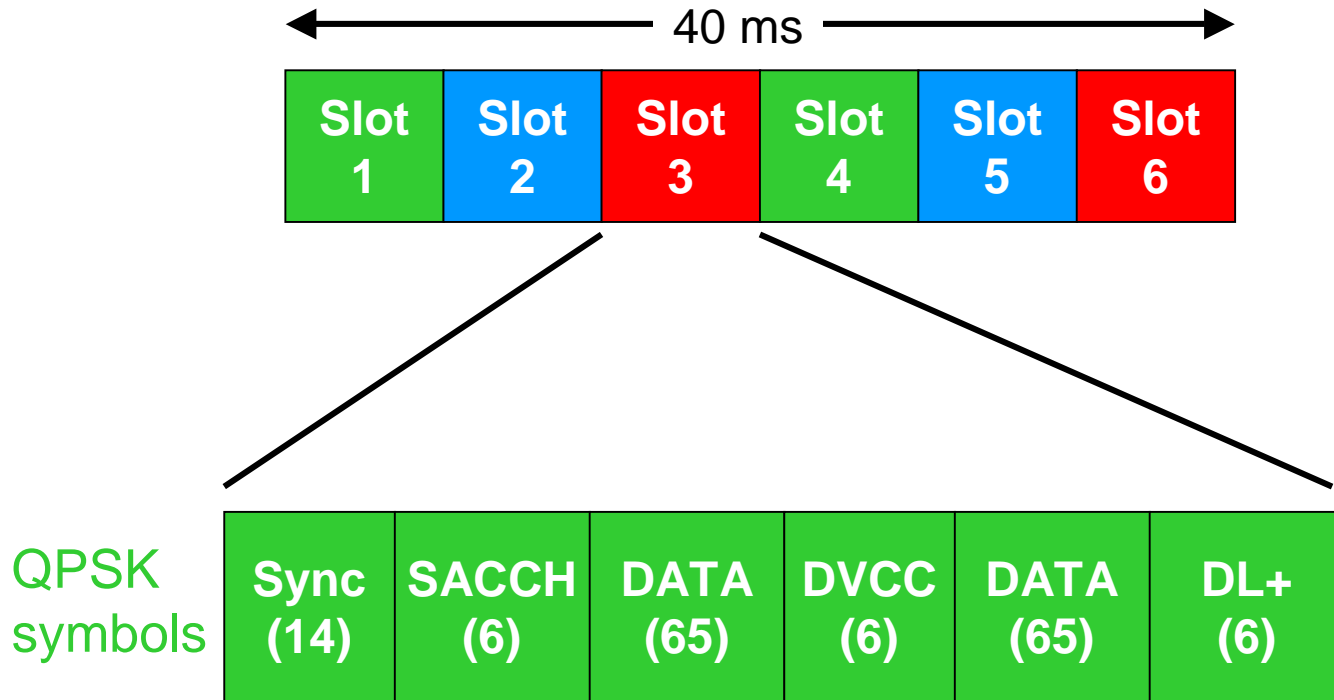 40 ms
Slot Slot Slot Slot Slot Slot
1 2 3 4 5 6
QPSK
symbols
Sync SACCH DATA DVCC DATA DL+
(14) (6) (65) (6) (65) (6)